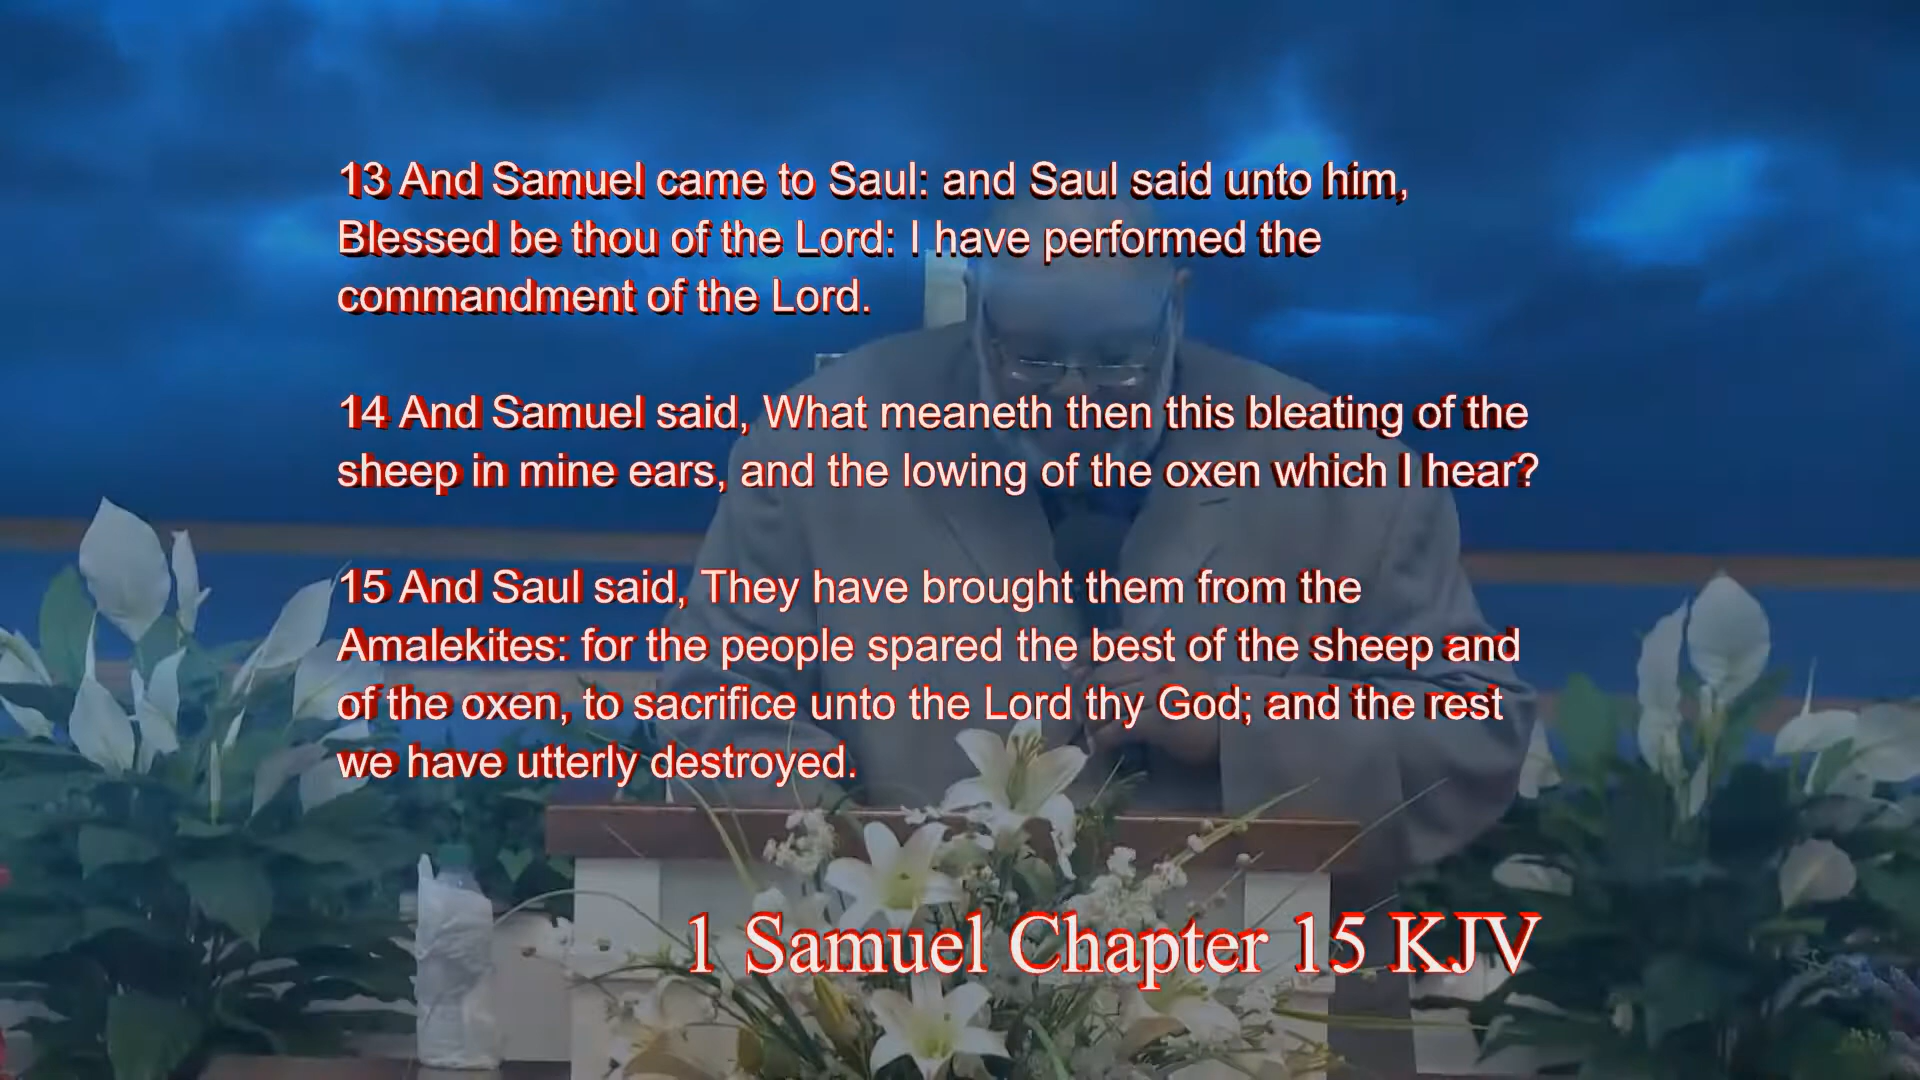 13 And Samuel came to Saul: and Saul said unto him,
Blessed be thou of the Lord: I have performed the
commandment of the Lord.
14 And Samuel said, What meaneth then this bleating of the
sheep in mine ears, and the lowing of the oxen which I hear?
15 And Saul said, They have brought them from the
Amalekites: for the people spared the best of the sheep and
of the oxen, to sacrifice unto the Lord thy God; and the rest
we have utterly destroyed.
1 Samuel Chapter 15 KJV